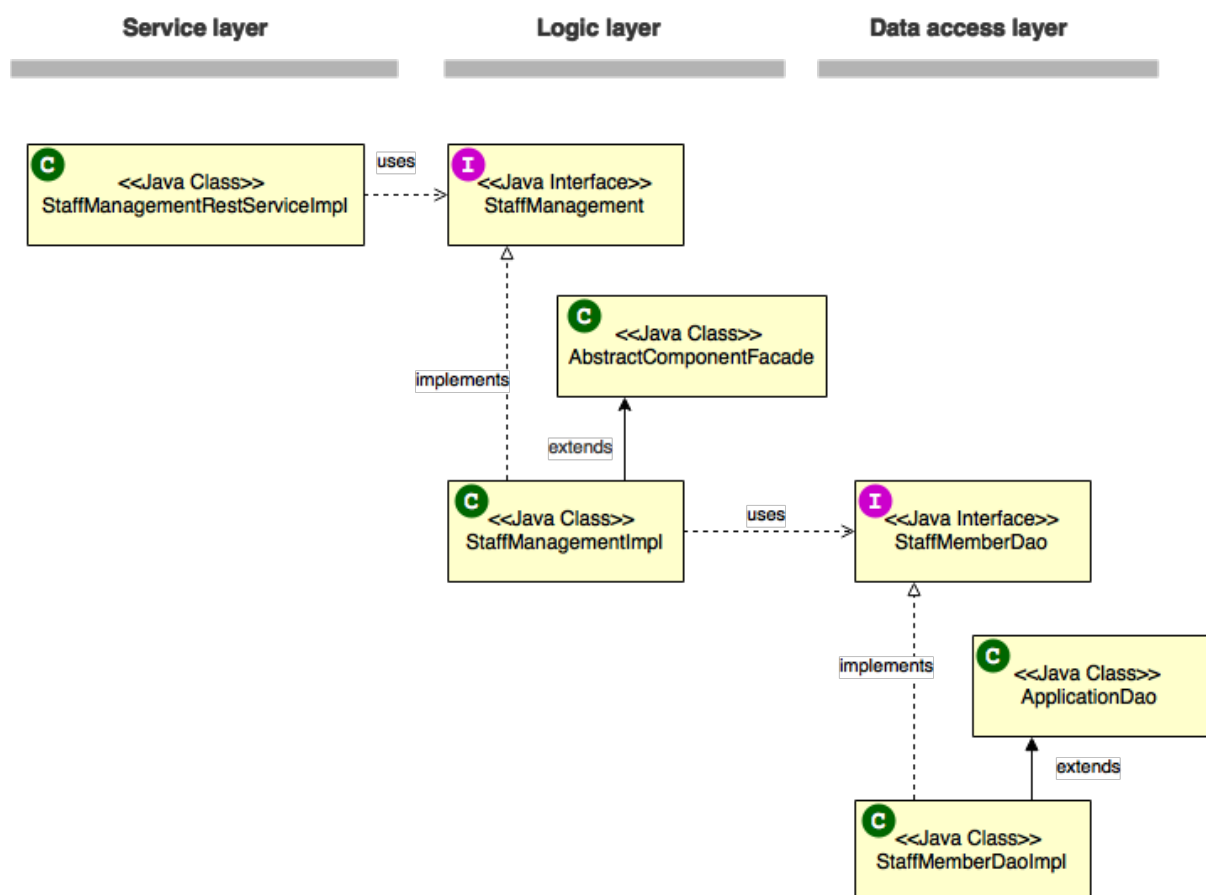 Service layer
Logic layer
Data access layer
C
<<Java Class>>
StaffManagementRestServiceImpl
uses
I
<<Java Interface>>
StaffManagement
C
<<Java Class>>
AbstractComponentFacade
implements
extends
C
<<Java Class>>
StaffManagementImpl
uses
I
<<Java Interface>>
StaffMemberDao
C
<<Java Class>>
ApplicationDao
implements
extends
C
<<Java Class>>
StaffMemberDaoImpl